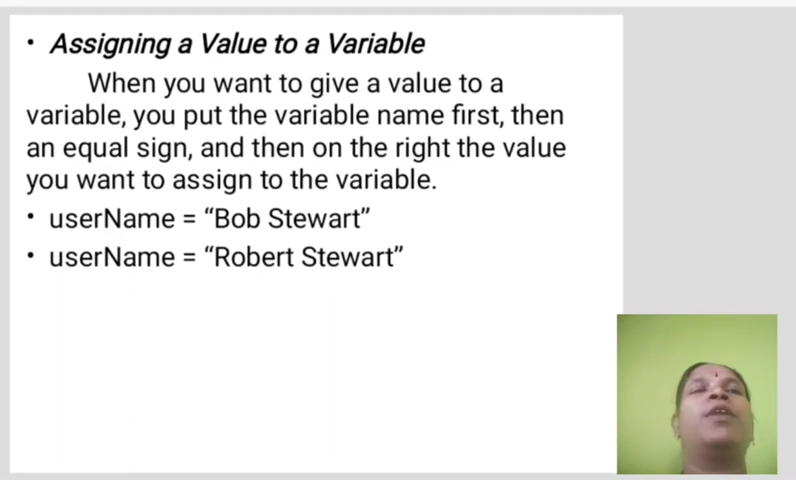 • Assigning a Value to a Variable
When you want to give a value to a
variable, you put the variable name first, then
an equal sign, and then on the right the value
you want to assign to the variable.
• userName = “Bob Stewart”
• userName = “Robert Stewart”